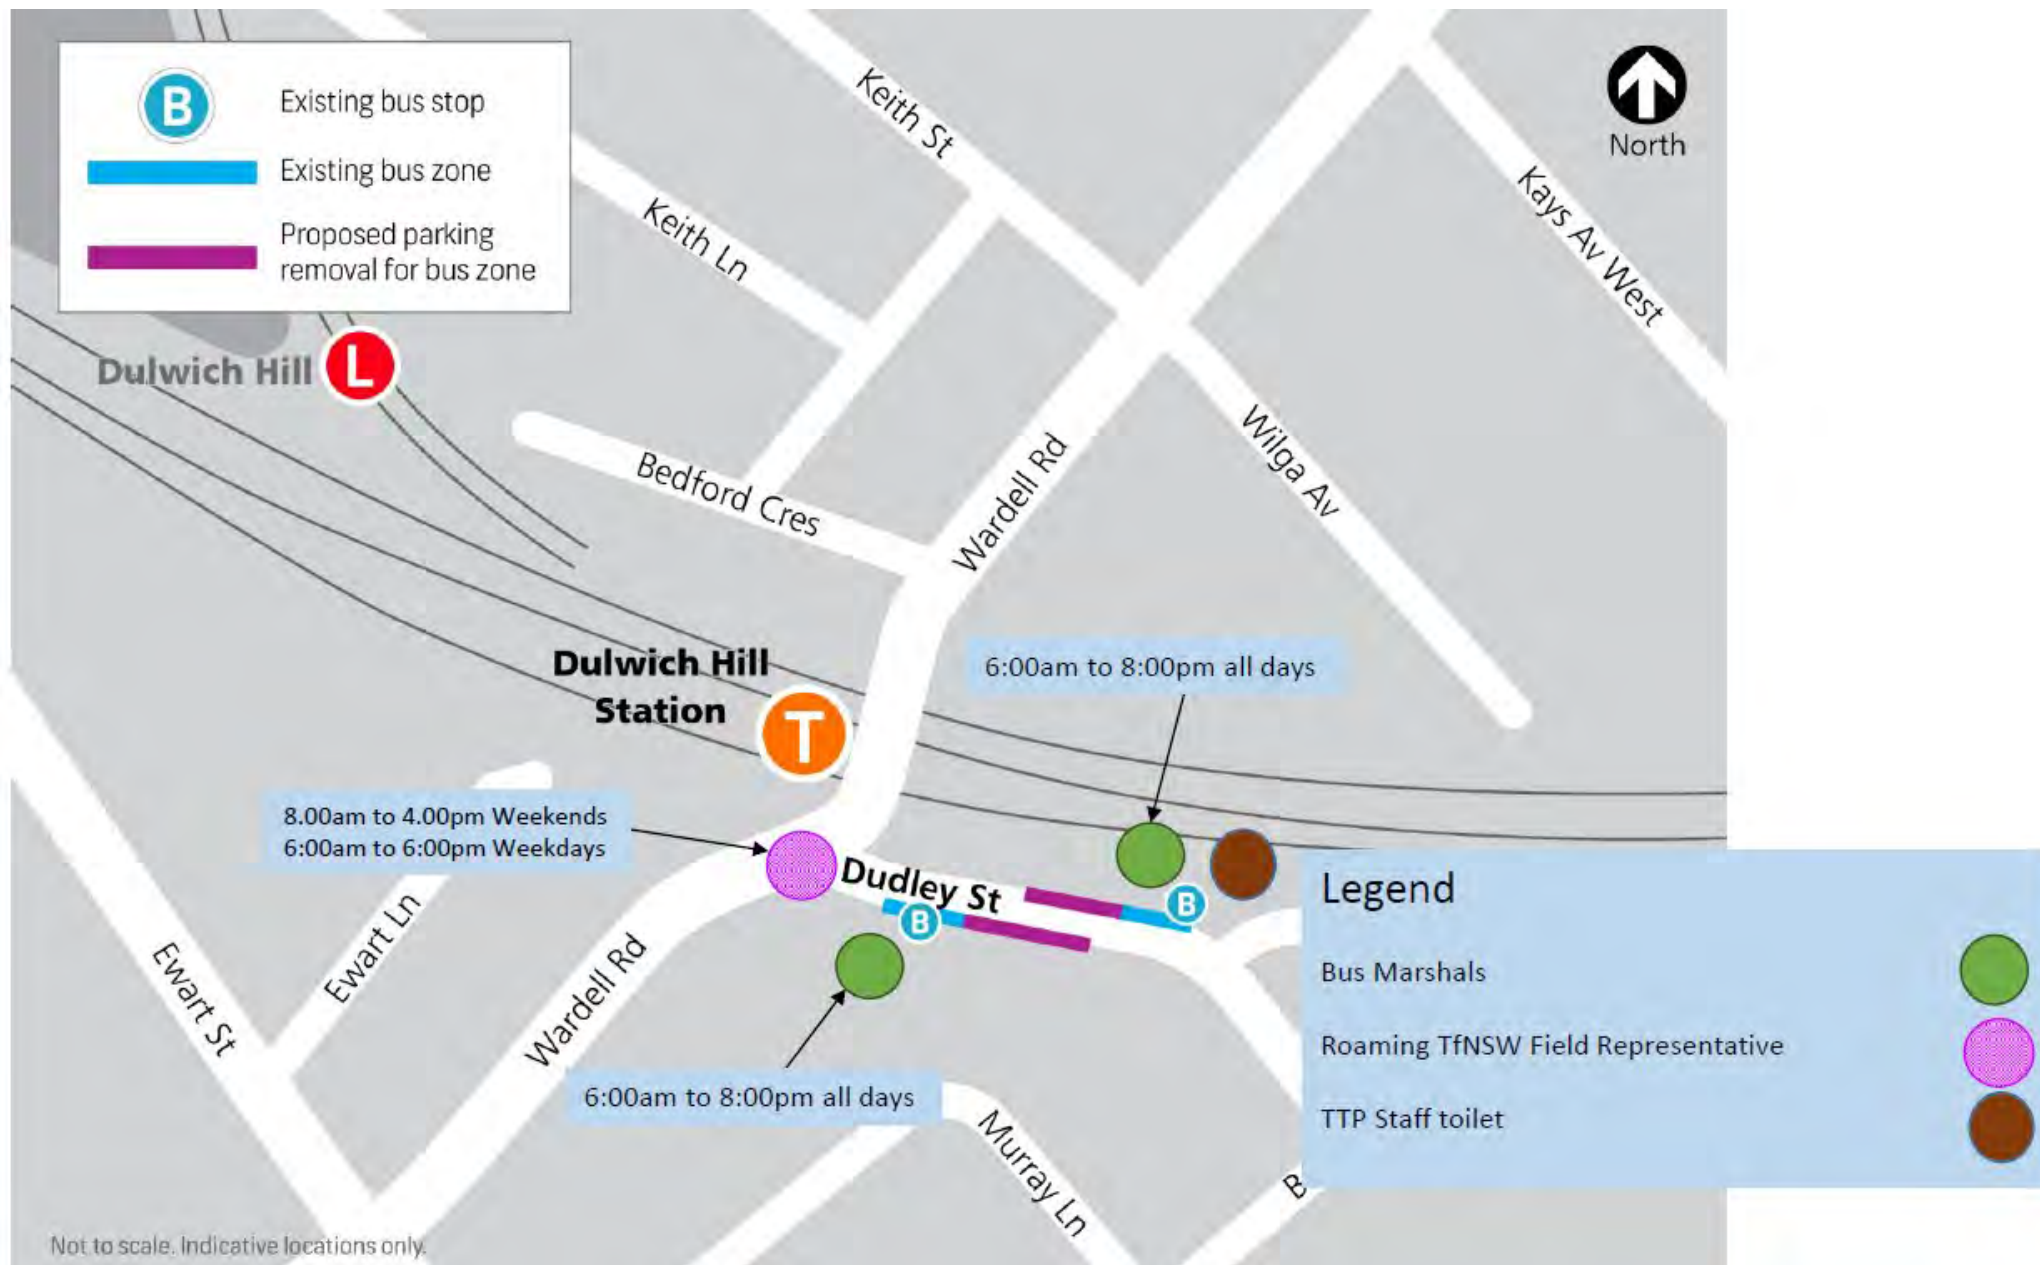 B
Existing bus stop
Existing bus zone
Proposed parking
removal for bus zone
North
Keith St
Keith Ln
Kays Av West
Dulwich Hill
L
Bedford Cres
Wardell Rd
Wilga Av
Dulwich Hill
Station
T
6:00am to 8:00pm all days
8.00am to 4.00pm Weekends
6:00am to 6:00pm Weekdays
Dudley St
B
B
Ewart Ln
Ewart St
Wardell Rd
6:00am to 8:00pm all days
Murray Ln
Legend
Bus Marshals
Roaming TfNSW Field Representative
TTP Staff toilet
Not to scale. Indicative locations only.